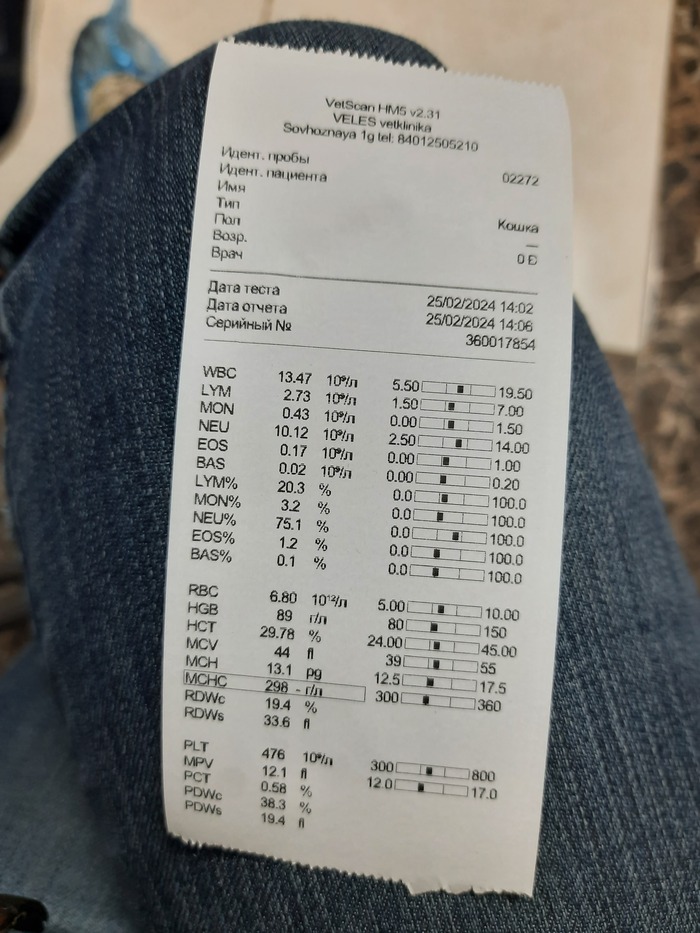 VetScan HM5 v2.31
VELES vetklinika
Sovhoznaya 1g tel: 84012505210
Идент. пробы 02272
Идент. пациента
Имя
Тип Кошка
Пол —
Возр. 0 Đ
Врач
Дата теста 25/02/2024 14:02
Дата отчета 25/02/2024 14:06
Серийный № 360017854
WBC 13.47 10⁹/л 5.50 19.50
LYM 2.73 10⁹/л 1.50 7.00
MON 0.43 10⁹/л 0.00 1.50
NEU 10.12 10⁹/л 2.50 14.00
EOS 0.17 10⁹/л 0.00 1.00
BAS 0.02 10⁹/л 0.00 0.20
LYM% 20.3 % 0.0 100.0
MON% 3.2 % 0.0 100.0
NEU% 75.1 % 0.0 100.0
EOS% 1.2 % 0.0 100.0
BAS% 0.1 % 0.0 100.0
RBC 6.80 10¹²/л 5.00 10.00
HGB 89 г/л 80 150
HCT 29.78 % 24.00 45.00
MCV 44 fl 39 55
MCH 13.1 pg 12.5 17.5
MCHC 298 - г/л 300 360
RDWc 19.4 %
RDWs 33.6 fl
PLT 476 10⁹/л 300 800
MPV 12.1 fl 12.0 17.0
PCT 0.58 %
PDWc 38.3 %
PDWs 19.4 fl